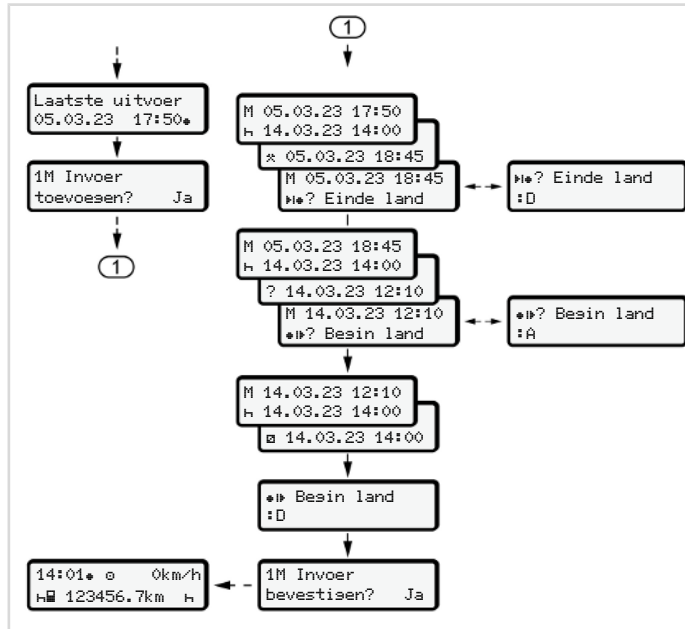 1
Laatste uitvoer
05.03.23 17:50
1M Invoer
toevoegen? Ja
1
M 05.03.23 17:50
14.03.23 14:00
05.03.23 18:45
M 05.03.23 18:45
? Einde land
? Einde land
:D
M 05.03.23 18:45
14.03.23 14:00
? 14.03.23 12:10
M 14.03.23 12:10
? Begin land
? Begin land
:A
M 14.03.23 12:10
14.03.23 14:00
14.03.23 14:00
Begin land
:D
1M Invoer
bevestigen? Ja
14:01 0km/h
123456.7km